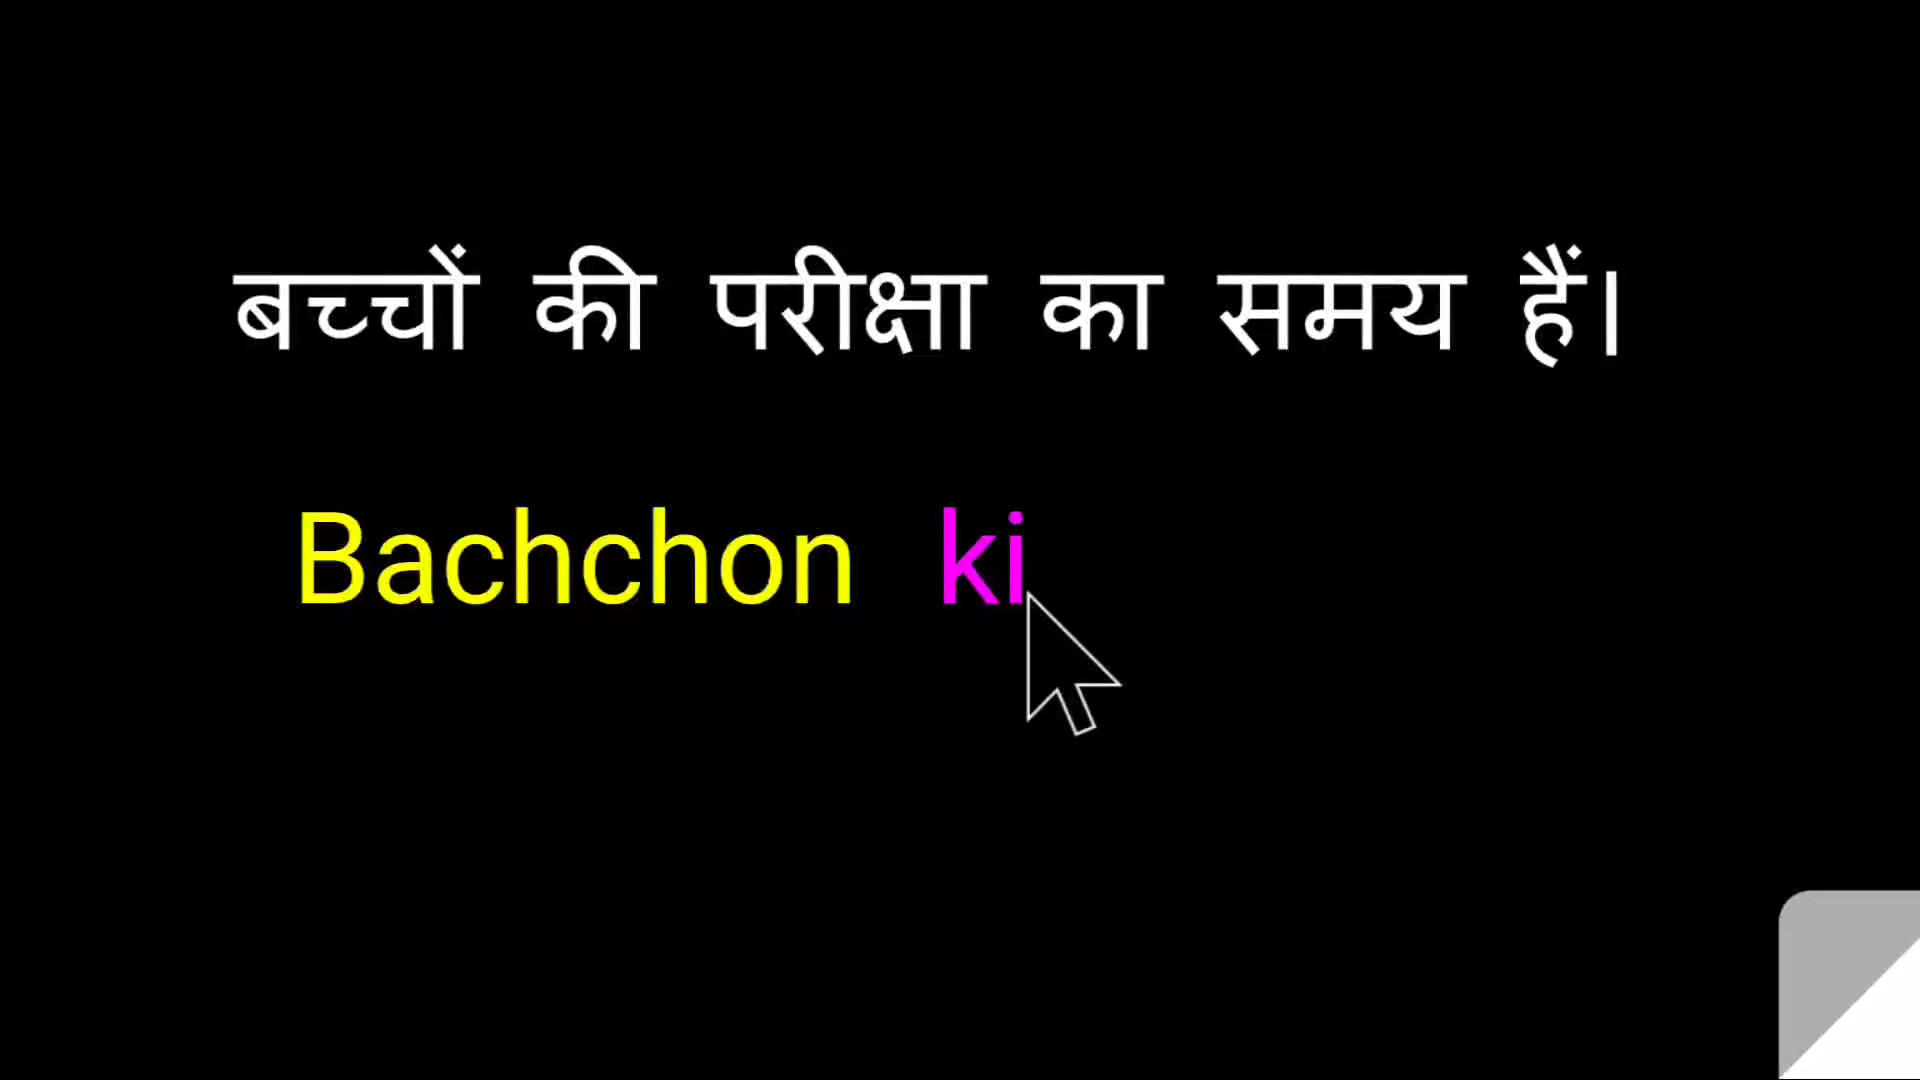 बच्चों की परीक्षा का समय हैं।
Bachchon ki